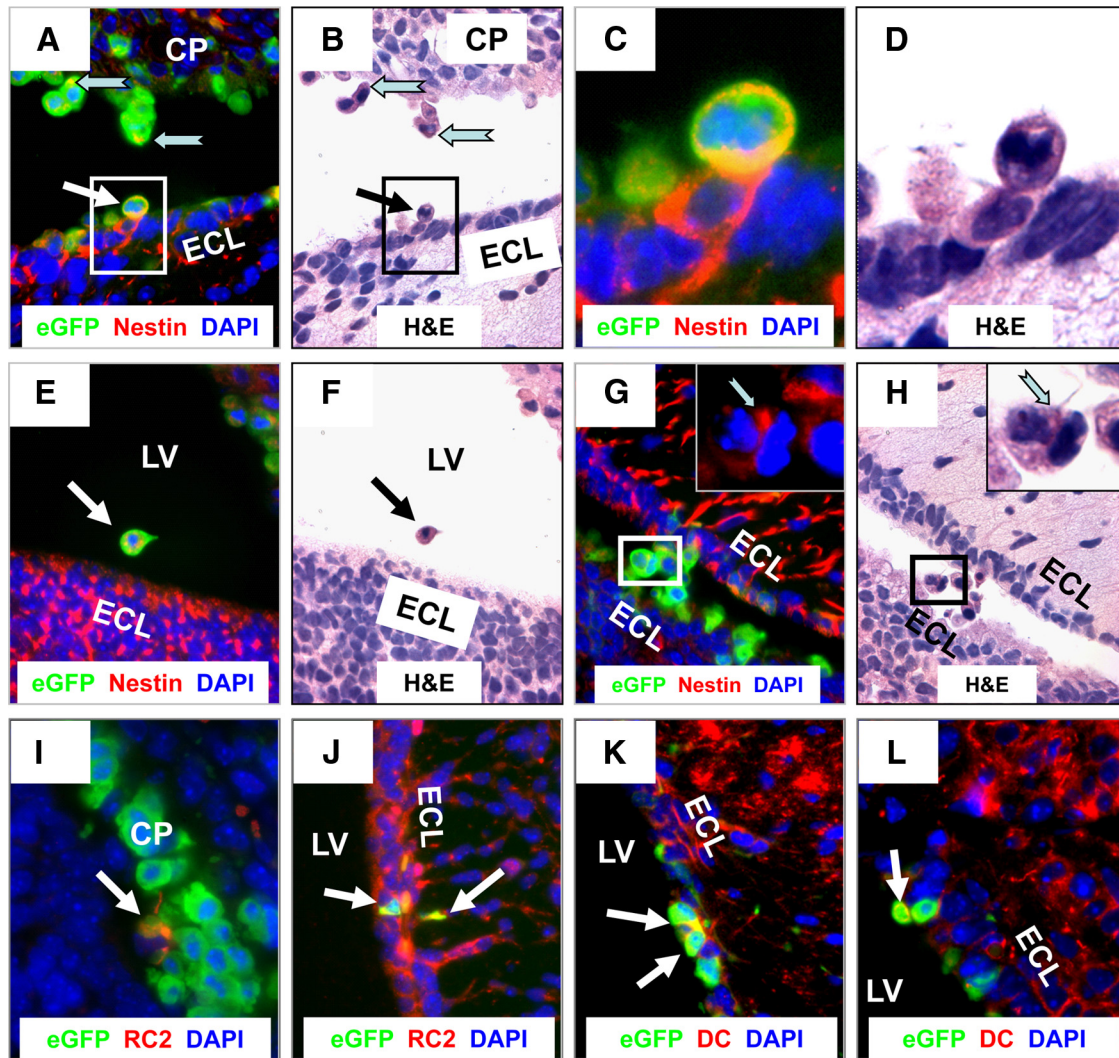 A
CP
ECL
eGFP Nestin DAPI
B
CP
ECL
H&E
C
eGFP Nestin DAPI
D
H&E
E
LV
ECL
eGFP Nestin DAPI
F
LV
ECL
H&E
G
ECL
ECL
eGFP Nestin DAPI
H
ECL
ECL
H&E
I
CP
eGFP RC2 DAPI
J
ECL
LV
eGFP RC2 DAPI
K
ECL
LV
eGFP DC DAPI
L
ECL
LV
eGFP DC DAPI